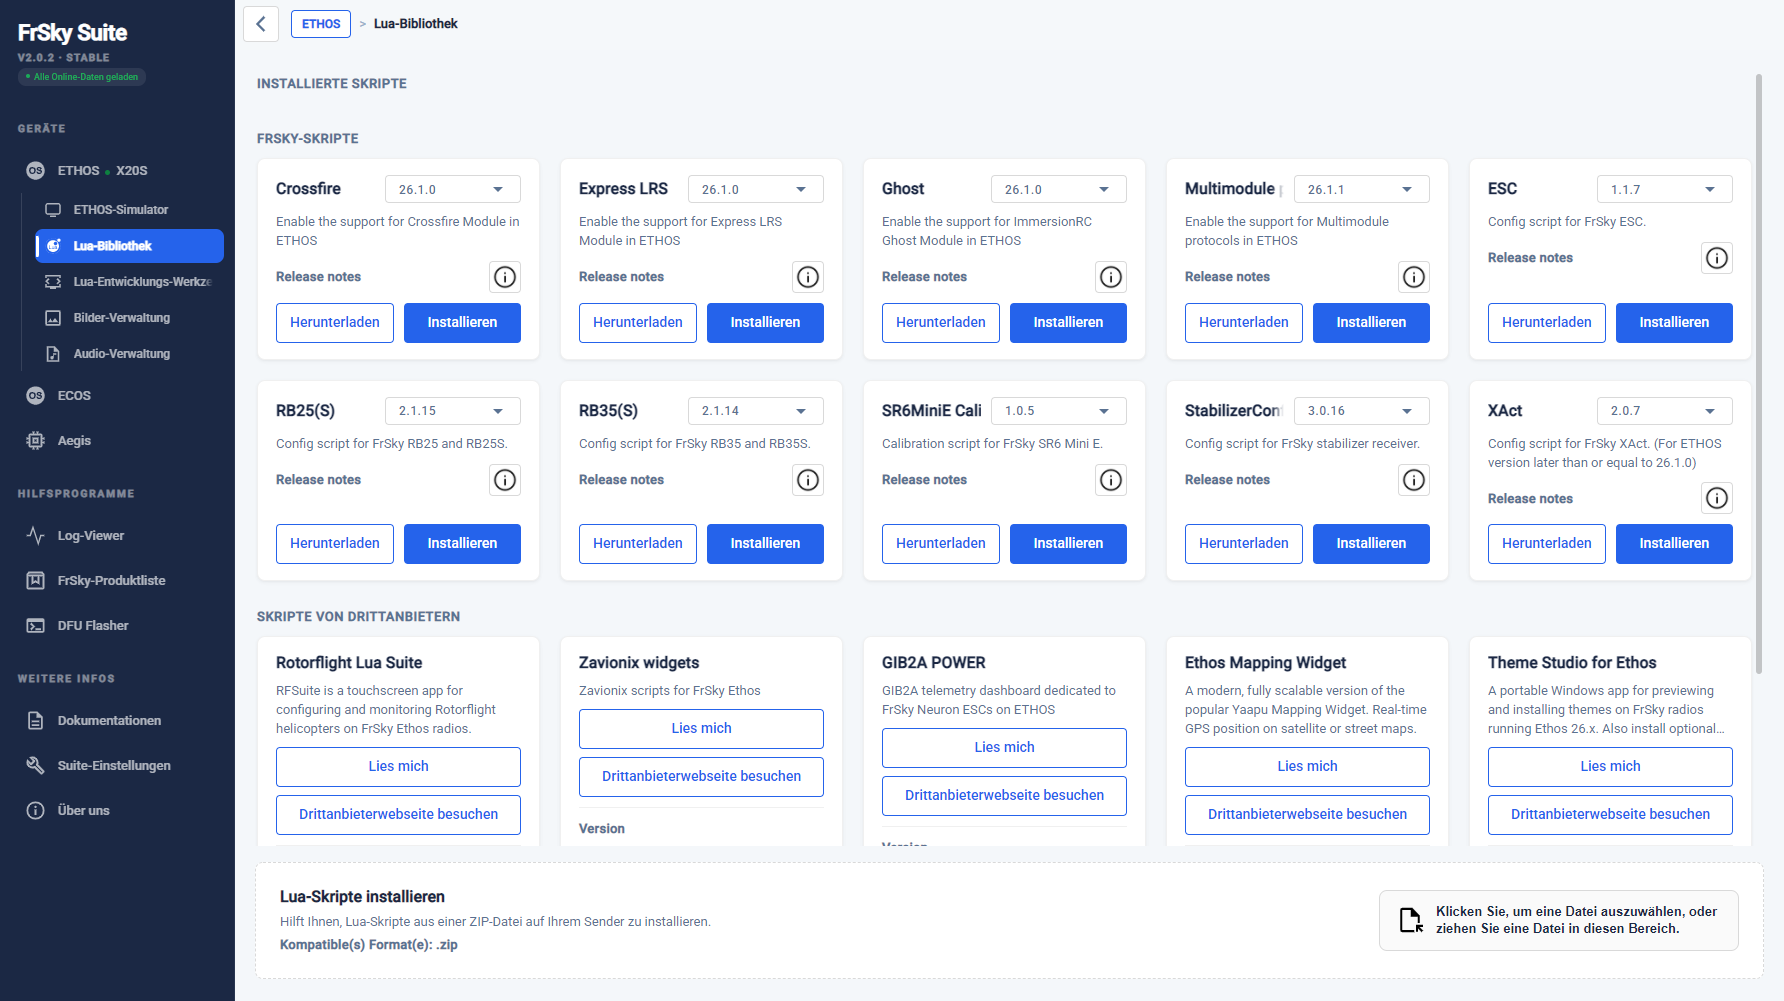 FrSky Suite
V2.0.2 · STABLE
• Alle Online-Daten geladen
GERÄTE
ETHOS • X20S
ETHOS-Simulator
Lua-Bibliothek
Lua-Entwicklungs-Werkze
Bilder-Verwaltung
Audio-Verwaltung
ECOS
Aegis
HILFSPROGRAMME
Log-Viewer
FrSky-Produktliste
DFU Flasher
WEITERE INFOS
Dokumentationen
Suite-Einstellungen
Über uns
ETHOS > Lua-Bibliothek
INSTALLIERTE SKRIPTE
FRSKY-SKRIPTE
Crossfire 26.1.0
Enable the support for Crossfire Module in
ETHOS
Release notes
Herunterladen Installieren
Express LRS 26.1.0
Enable the support for Express LRS
Module in ETHOS
Release notes
Herunterladen Installieren
Ghost 26.1.0
Enable the support for ImmersionRC
Ghost Module in ETHOS
Release notes
Herunterladen Installieren
Multimodule 26.1.1
Enable the support for Multimodule
protocols in ETHOS
Release notes
Herunterladen Installieren
ESC 1.1.7
Config script for FrSky ESC.
Release notes
Herunterladen Installieren
RB25(S) 2.1.15
Config script for FrSky RB25 and RB25S.
Release notes
Herunterladen Installieren
RB35(S) 2.1.14
Config script for FrSky RB35 and RB35S.
Release notes
Herunterladen Installieren
SR6MiniE Cali 1.0.5
Calibration script for FrSky SR6 Mini E.
Release notes
Herunterladen Installieren
StabilizerCon 3.0.16
Config script for FrSky stabilizer receiver.
Release notes
Herunterladen Installieren
XAct 2.0.7
Config script for FrSky XAct. (For ETHOS
version later than or equal to 26.1.0)
Release notes
Herunterladen Installieren
SKRIPTE VON DRITTANBIETERN
Rotorflight Lua Suite
RFSuite is a touchscreen app for
configuring and monitoring Rotorflight
helicopters on FrSky Ethos radios.
Lies mich
Drittanbieterwebseite besuchen
Zavionix widgets
Zavionix scripts for FrSky Ethos
Lies mich
Drittanbieterwebseite besuchen
Version
GIB2A POWER
GIB2A telemetry dashboard dedicated to
FrSky Neuron ESCs on ETHOS
Lies mich
Drittanbieterwebseite besuchen
Version
Ethos Mapping Widget
A modern, fully scalable version of the
popular Yaapu Mapping Widget. Real-time
GPS position on satellite or street maps.
Lies mich
Drittanbieterwebseite besuchen
Theme Studio for Ethos
A portable Windows app for previewing
and installing themes on FrSky radios
running Ethos 26.x. Also install optional...
Lies mich
Drittanbieterwebseite besuchen
Lua-Skripte installieren
Hilft Ihnen, Lua-Skripte aus einer ZIP-Datei auf Ihrem Sender zu installieren.
Kompatible(s) Format(e): .zip
Klicken Sie, um eine Datei auszuwählen, oder
ziehen Sie eine Datei in diesen Bereich.